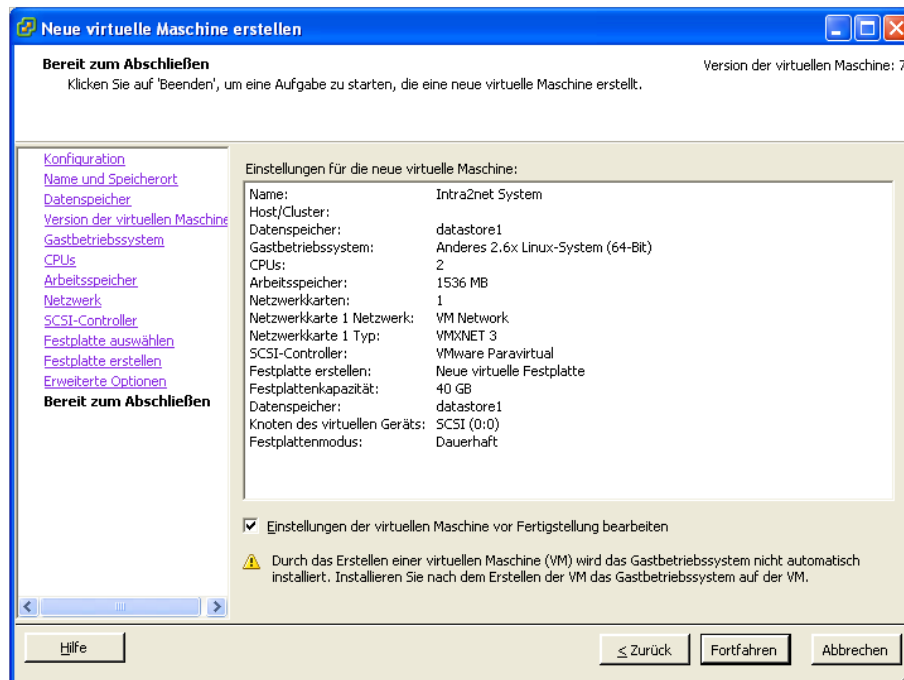 Neue virtuelle Maschine erstellen
Bereit zum Abschließen
Klicken Sie auf 'Beenden', um eine Aufgabe zu starten, die eine neue virtuelle Maschine erstellt.
Version der virtuellen Maschine: 7
Konfiguration
Name und Speicherort
Datenspeicher
Version der virtuellen Maschine
Gastbetriebssystem
CPUs
Arbeitsspeicher
Netzwerk
SCSI-Controller
Festplatte auswählen
Festplatte erstellen
Erweiterte Optionen
Bereit zum Abschließen
Einstellungen für die neue virtuelle Maschine:
Name: Intra2net System
Host/Cluster:
Datenspeicher: datastore1
Gastbetriebssystem: Anderes 2.6x Linux-System (64-Bit)
CPUs: 2
Arbeitsspeicher: 1536 MB
Netzwerkkarten: 1
Netzwerkkarte 1 Netzwerk: VM Network
Netzwerkkarte 1 Typ: VMXNET 3
SCSI-Controller: VMware Paravirtual
Festplatte erstellen: Neue virtuelle Festplatte
Festplattenkapazität: 40 GB
Datenspeicher: datastore1
Knoten des virtuellen Geräts: SCSI (0:0)
Festplattenmodus: Dauerhaft
Einstellungen der virtuellen Maschine vor Fertigstellung bearbeiten
Durch das Erstellen einer virtuellen Maschine (VM) wird das Gastbetriebssystem nicht automatisch
installiert. Installieren Sie nach dem Erstellen der VM das Gastbetriebssystem auf der VM.
Hilfe
< Zurück
Fortfahren
Abbrechen